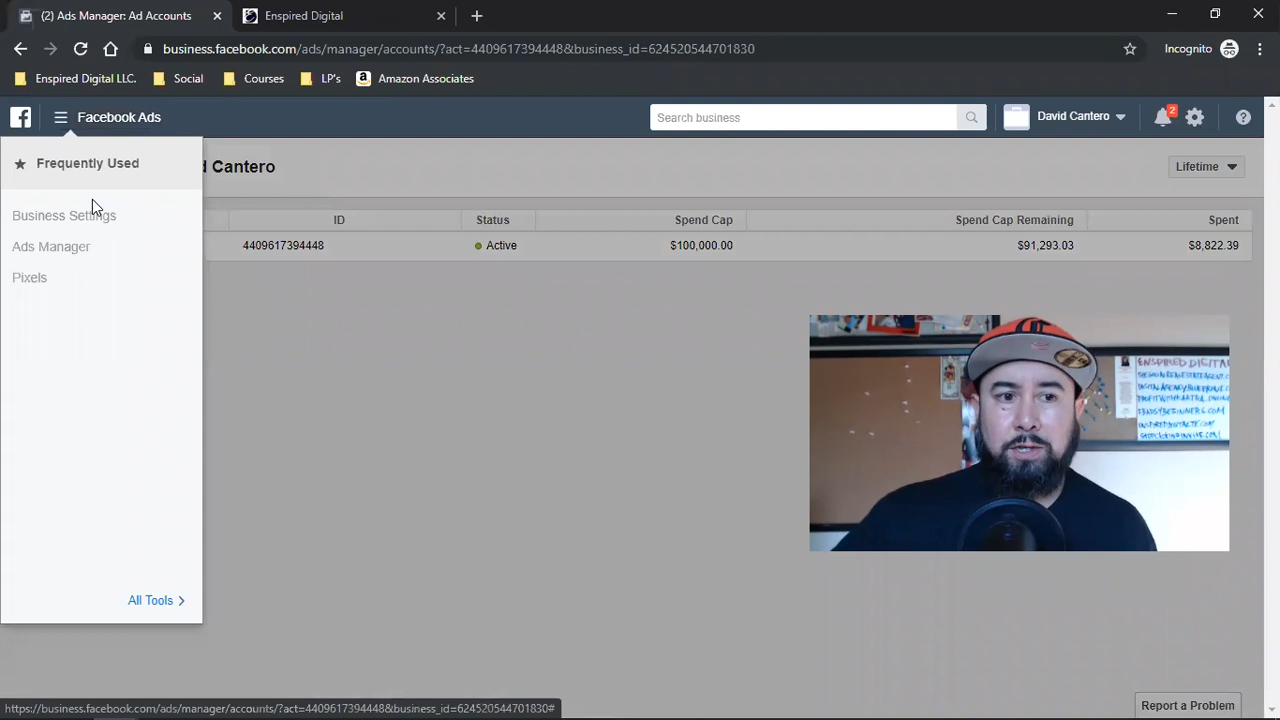 (2) Ads Manager: Ad Accounts
Enspired Digital
business.facebook.com/ads/manager/accounts/?act=4409617394448&business_id=624520544701830
Incognito
Enspired Digital LLC.
Social
Courses
LP's
Amazon Associates
Facebook Ads
Search business
David Cantero
2
Frequently Used
d Cantero
Lifetime
Business Settings
Ads Manager
Pixels
ID
Status
Spend Cap
Spend Cap Remaining
Spent
4409617394448
Active
$100,000.00
$91,293.03
$8,822.39
ENSPIRED DIGITAL
All Tools
Report a Problem
https://business.facebook.com/ads/manager/accounts/?act=4409617394448&business_id=624520544701830#